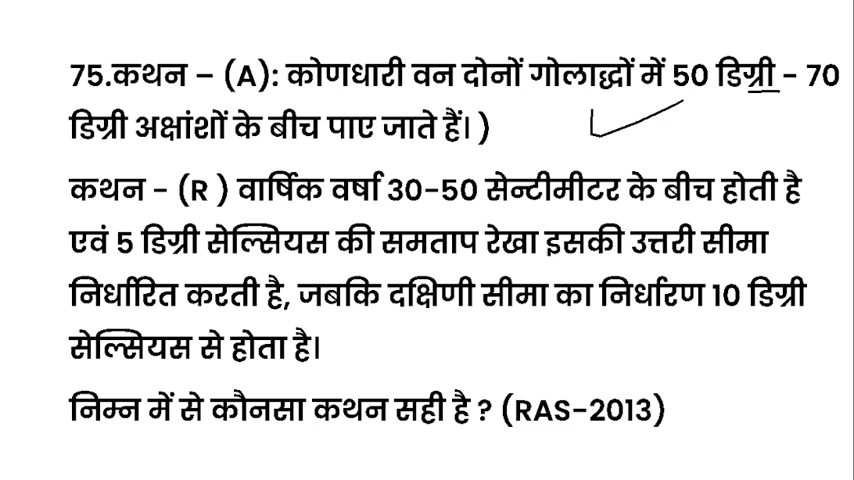 75.कथन – (A): कोणधारी वन दोनों गोलार्द्धों में 50 डिग्री - 70
डिग्री अक्षांशों के बीच पाए जाते हैं। )
कथन - (R ) वार्षिक वर्षा 30-50 सेन्टीमीटर के बीच होती है
एवं 5 डिग्री सेल्सियस की समताप रेखा इसकी उत्तरी सीमा
निर्धारित करती है, जबकि दक्षिणी सीमा का निर्धारण 10 डिग्री
सेल्सियस से होता है।
निम्न में से कौनसा कथन सही है ? (RAS-2013)